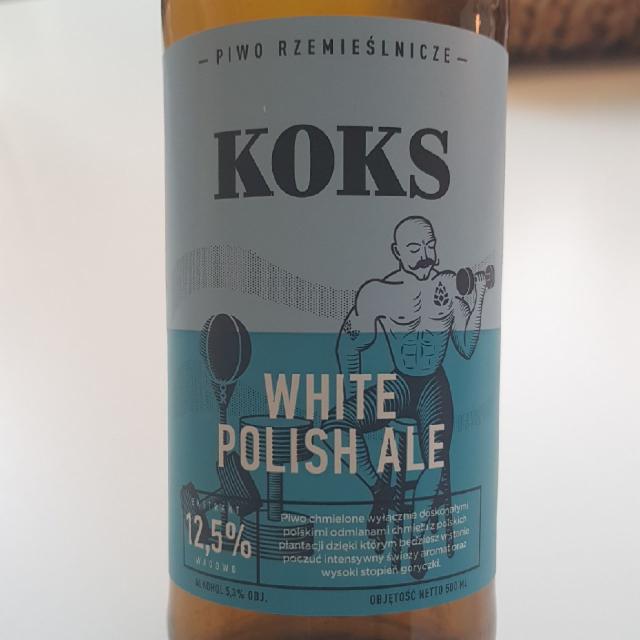 — PIWO RZEMIEŚLNICZE —
KOKS
WHITE
POLISH ALE
EKSTRAKT
12,5%
WAGOWO
Piwo chmielone wyłącznie doskonałymi
polskimi odmianami chmielu z polskich
plantacji dzięki którym będziesz w stanie
poczuć intensywny świeży aromat oraz
wysoki stopień goryczki.
ALKOHOL 5,3% OBJ.
OBJĘTOŚĆ NETTO 500 ML